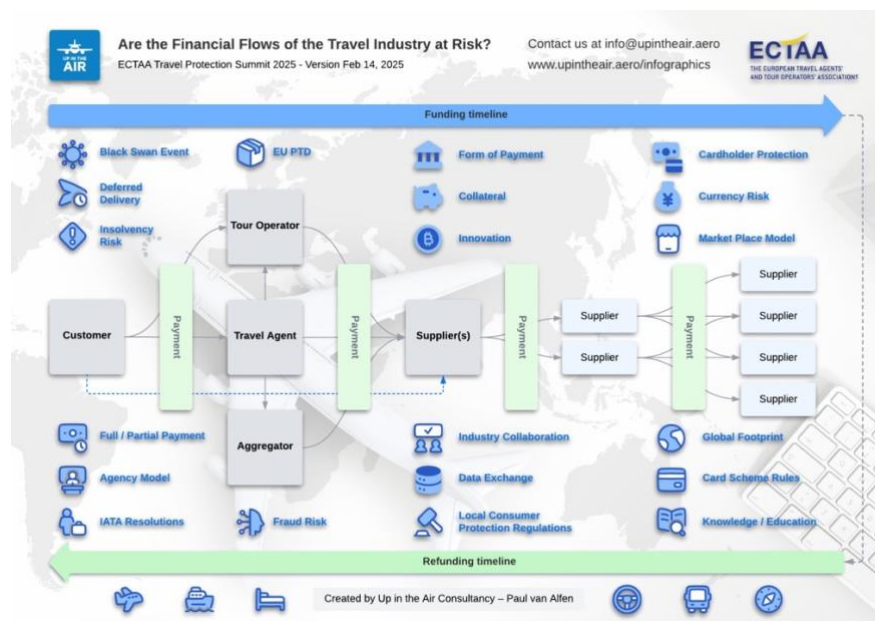 UP IN THE
AIR
Are the Financial Flows of the Travel Industry at Risk?
ECTAA Travel Protection Summit 2025 - Version Feb 14, 2025
Contact us at info@upintheair.aero
www.upintheair.aero/infographics
ECTAA
THE EUROPEAN TRAVEL AGENTS'
AND TOUR OPERATORS' ASSOCIATIONS
Funding timeline
Black Swan Event
EU PTD
Form of Payment
Cardholder Protection
Deferred
Delivery
Collateral
Currency Risk
Insolvency
Risk
Innovation
Market Place Model
Tour Operator
Customer
Payment
Travel Agent
Payment
Supplier(s)
Payment
Supplier
Supplier
Payment
Supplier
Supplier
Supplier
Supplier
Aggregator
Full / Partial Payment
Industry Collaboration
Global Footprint
Agency Model
Data Exchange
Card Scheme Rules
IATA Resolutions
Fraud Risk
Local Consumer
Protection Regulations
Knowledge / Education
Refunding timeline
Created by Up in the Air Consultancy – Paul van Alfen